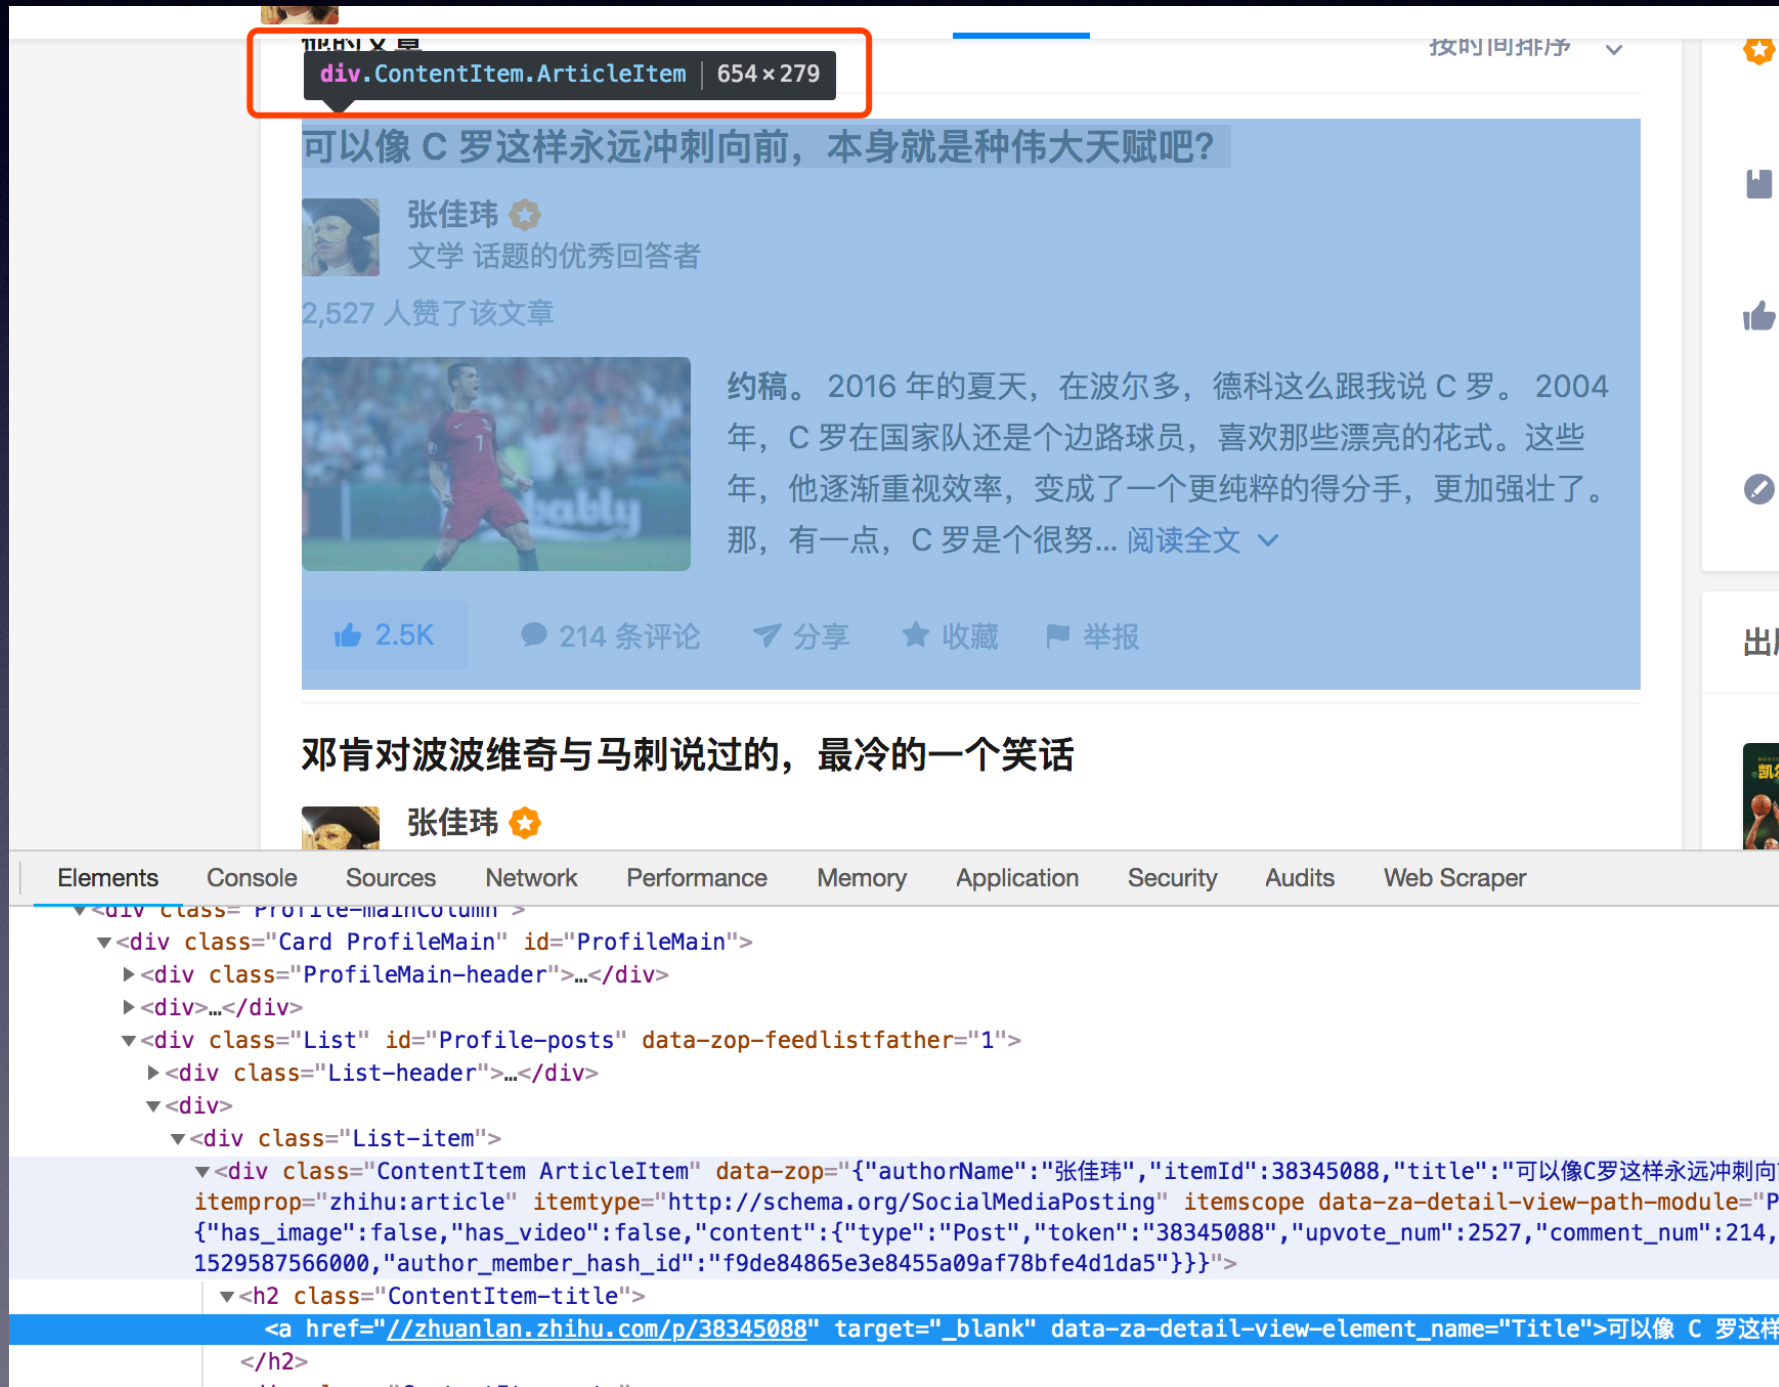 他的文章
按时间排序
div.ContentItem.ArticleItem | 654×279
可以像 C 罗这样永远冲刺向前，本身就是种伟大天赋吧？
张佳玮
文学 话题的优秀回答者
2,527 人赞了该文章
约稿。 2016 年的夏天，在波尔多，德科这么跟我说 C 罗。 2004
年，C 罗在国家队还是个边路球员，喜欢那些漂亮的花式。这些
年，他逐渐重视效率，变成了一个更纯粹的得分手，更加强壮了。
那，有一点，C 罗是个很努... 阅读全文
7
bably
2.5K 214 条评论 分享 收藏 举报
出
邓肯对波波维奇与马刺说过的，最冷的一个笑话
张佳玮
Elements Console Sources Network Performance Memory Application Security Audits Web Scraper
▼<div class="Profile-mainColumn">
▼<div class="Card ProfileMain" id="ProfileMain">
▶<div class="ProfileMain-header">…</div>
▶<div>…</div>
▼<div class="List" id="Profile-posts" data-zop-feedlistfather="1">
▶<div class="List-header">…</div>
▼<div>
▼<div class="List-item">
▼<div class="ContentItem ArticleItem" data-zop="{"authorName":"张佳玮","itemId":38345088,"title":"可以像C罗这样永远冲刺向
itemprop="zhihu:article" itemtype="http://schema.org/SocialMediaPosting" itemscope data-za-detail-view-path-module="P
{"has_image":false,"has_video":false,"content":{"type":"Post","token":"38345088","upvote_num":2527,"comment_num":214,
1529587566000,"author_member_hash_id":"f9de84865e3e8455a09af78bfe4d1da5"}}}">
▼<h2 class="ContentItem-title">
<a href="//zhuanlan.zhihu.com/p/38345088" target="_blank" data-za-detail-view-element_name="Title">可以像 C 罗这样
</h2>